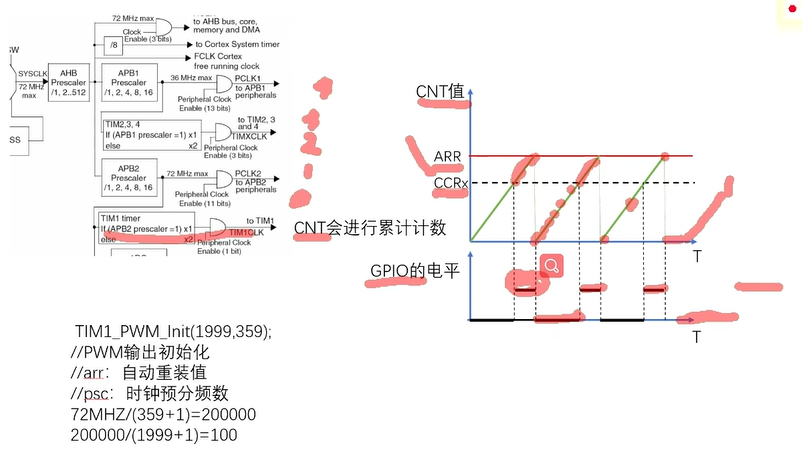 72 MHz max
to AHB bus, core,
memory and DMA
Clock
Enable (3 bits)
/8
to Cortex System timer
FCLK Cortex
free running clock
SW
SYSCLK
72 MHz
max
AHB
Prescaler
/1, 2..512
APB1
Prescaler
/1, 2, 4, 8, 16
36 MHz max
PCLK1
to APB1
peripherals
Peripheral Clock
Enable (13 bits)
TIM2,3, 4
If (APB1 prescaler =1) x1
else x2
to TIM2, 3
and 4
TIMXCLK
Peripheral Clock
Enable (3 bits)
SS
APB2
Prescaler
/1, 2, 4, 8, 16
72 MHz max
PCLK2
to APB2
peripherals
Peripheral Clock
Enable (11 bits)
TIM1 timer
If (APB2 prescaler =1) x1
else x2
to TIM1
TIM1CLK
Peripheral Clock
Enable (1 bit)
CNT会进行累计计数
CNT值
ARR
CCRx
T
GPIO的电平
T
TIM1_PWM_Init(1999,359);
//PWM输出初始化
//arr：自动重装值
//psc：时钟预分频数
72MHZ/(359+1)=200000
200000/(1999+1)=100